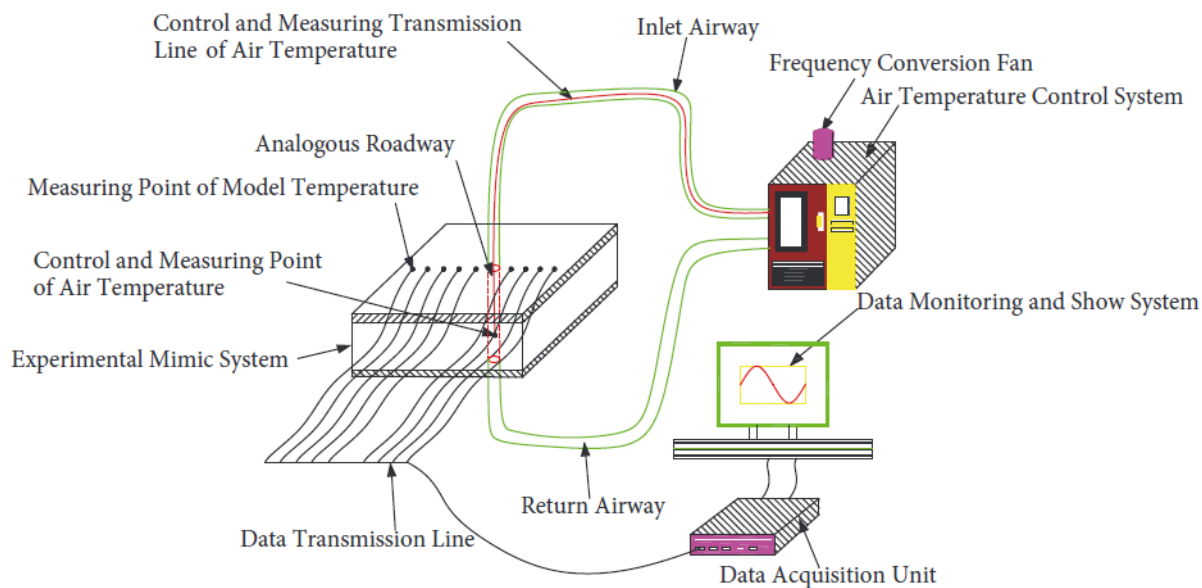 Control and Measuring Transmission
Line of Air Temperature
Inlet Airway
Frequency Conversion Fan
Air Temperature Control System
Analogous Roadway
Measuring Point of Model Temperature
Control and Measuring Point
of Air Temperature
Data Monitoring and Show System
Experimental Mimic System
Return Airway
Data Transmission Line
Data Acquisition Unit